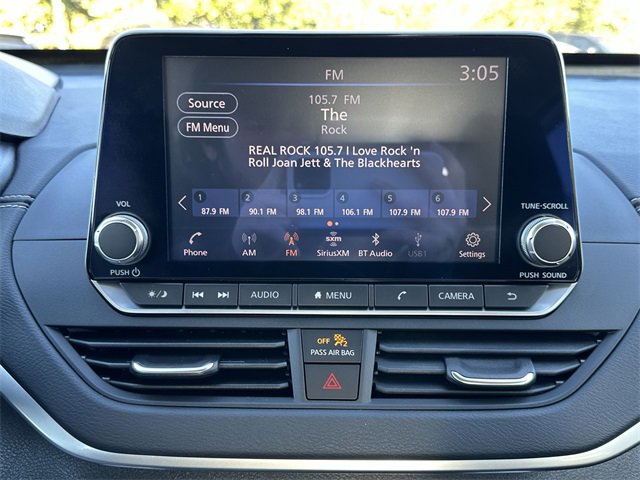 FM
3:05
Source
105.7 FM
The
Rock
FM Menu
REAL ROCK 105.7 I Love Rock 'n
Roll Joan Jett & The Blackhearts
1 2 3 4 5 6
87.9 FM 90.1 FM 98.1 FM 106.1 FM 107.9 FM 107.9 FM
VOL
TUNE·SCROLL
sxm
Phone AM FM SiriusXM BT Audio USB1 Settings
PUSH
PUSH SOUND
AUDIO MENU CAMERA
OFF 2
PASS AIR BAG